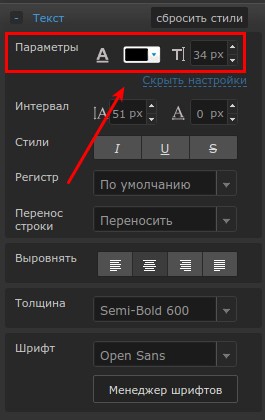 Текст сбросить стили
Параметры A T 34 px
Скрыть настройки
Интервал A 51 px A 0 px
Стили I U S
Регистр По умолчанию
Перенос Переносить
строки
Выровнять
Толщина Semi-Bold 600
Шрифт Open Sans
Менеджер шрифтов